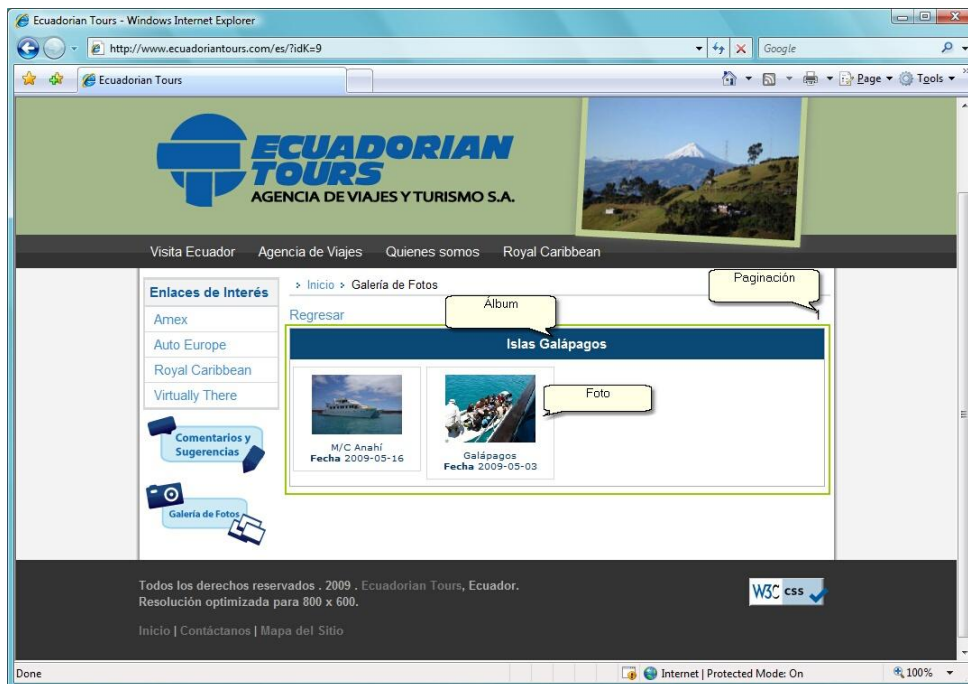 Ecuadorian Tours - Windows Internet Explorer
http://www.ecuadoriantours.com/es/?idK=9
Google
Ecuadorian Tours
Page
Tools
ECUADORIAN
TOURS
AGENCIA DE VIAJES Y TURISMO S.A.
Visita Ecuador Agencia de Viajes Quienes somos Royal Caribbean
Enlaces de Interés
Amex
Auto Europe
Royal Caribbean
Virtually There
Comentarios y
Sugerencias
Galería de Fotos
> Inicio > Galería de Fotos
Paginación
Regresar
Álbum
1
Islas Galápagos
Foto
M/C Anahí
Fecha 2009-05-16
Galápagos
Fecha 2009-05-03
Todos los derechos reservados . 2009 . Ecuadorian Tours, Ecuador.
Resolución optimizada para 800 x 600.
W3C css
Inicio | Contáctanos | Mapa del Sitio
Done
Internet | Protected Mode: On
100%